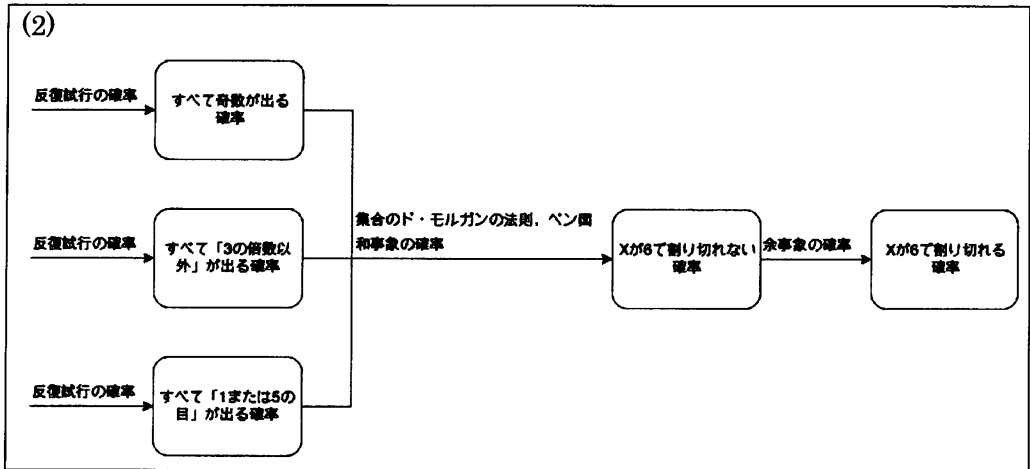 (2)
反復試行の確率
すべて奇数が出る
確率
反復試行の確率
すべて「3の倍数以
外」が出る確率
集合のド・モルガンの法則，ベン図
和事象の確率
Xが6で割り切れない
確率
余事象の確率
Xが6で割り切れる
確率
反復試行の確率
すべて「1または5の
目」が出る確率